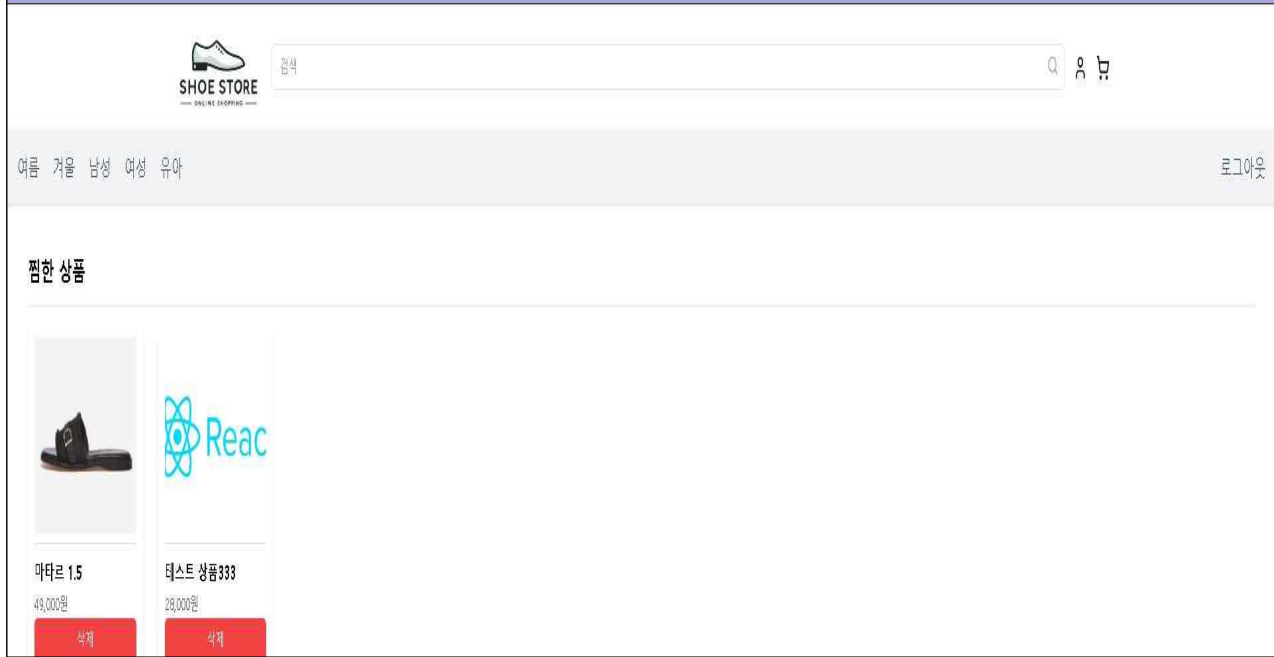 SHOE STORE
ONLINE SHOPPING
검색
여름 겨울 남성 여성 유아
로그아웃
찜한 상품
Reac
마타르 1.5
테스트 상품333
49,000원
28,000원
삭제
삭제